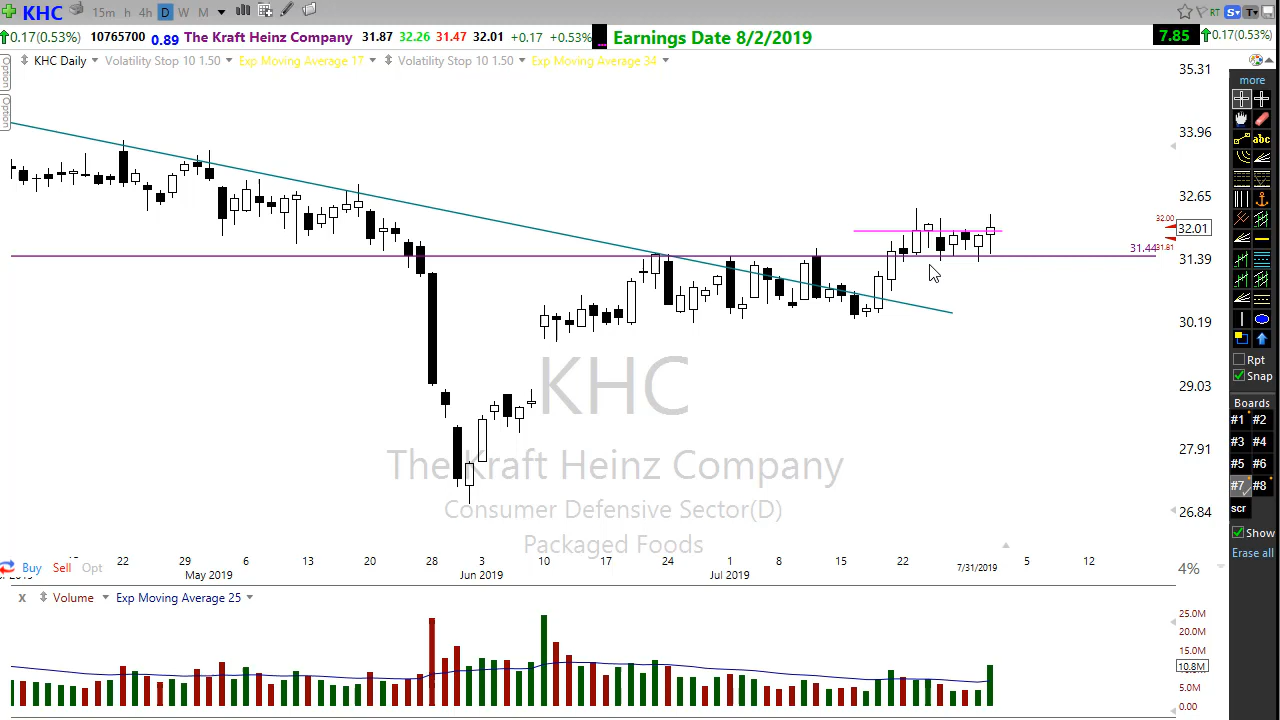 KHC 15m h 4h D W M RT S T
0.17(0.53%) 10765700 0.89 The Kraft Heinz Company 31.87 32.26 31.47 32.01 +0.17 +0.53% Earnings Date 8/2/2019 7.85 0.17(0.53%)
KHC Daily Volatility Stop 10 1.50 Exp Moving Average 17 Volatility Stop 10 1.50 Exp Moving Average 34
Option
Option
35.31
33.96
32.65
32.00
32.01
31.44
31.61
31.39
30.19
29.03
27.91
26.84
more
abc
Rpt
Snap
Boards
#1 #2
#3 #4
#5 #6
#7 #8
scr
Show
Erase all
KHC
The Kraft Heinz Company
Consumer Defensive Sector(D)
Packaged Foods
22 29 6 13 20 28 3 10 17 24 1 8 15 22 7/31/2019 5 12
May 2019 Jun 2019 Jul 2019
Buy Sell Opt
4%
x Volume Exp Moving Average 25
25.0M
20.0M
15.0M
10.8M
5.0M
0.00